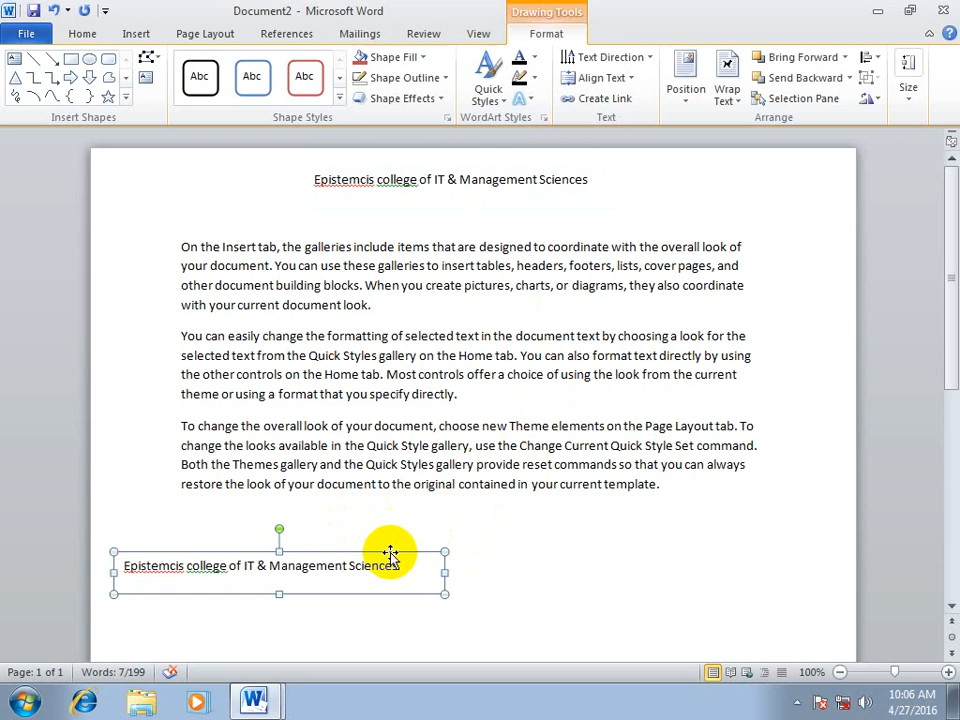 Document2 - Microsoft Word
Drawing Tools
File Home Insert Page Layout References Mailings Review View Format
Abc Abc Abc
Shape Fill
Shape Outline
Shape Effects
Quick Styles
Text Direction
Align Text
Create Link
Position
Wrap Text
Bring Forward
Send Backward
Selection Pane
Size
Insert Shapes Shape Styles WordArt Styles Text Arrange
Epistemcis college of IT & Management Sciences
On the Insert tab, the galleries include items that are designed to coordinate with the overall look of
your document. You can use these galleries to insert tables, headers, footers, lists, cover pages, and
other document building blocks. When you create pictures, charts, or diagrams, they also coordinate
with your current document look.
You can easily change the formatting of selected text in the document text by choosing a look for the
selected text from the Quick Styles gallery on the Home tab. You can also format text directly by using
the other controls on the Home tab. Most controls offer a choice of using the look from the current
theme or using a format that you specify directly.
To change the overall look of your document, choose new Theme elements on the Page Layout tab. To
change the looks available in the Quick Style gallery, use the Change Current Quick Style Set command.
Both the Themes gallery and the Quick Styles gallery provide reset commands so that you can always
restore the look of your document to the original contained in your current template.
Epistemcis college of IT & Management Sciences
Page: 1 of 1 Words: 7/199 100%
10:06 AM
4/27/2016